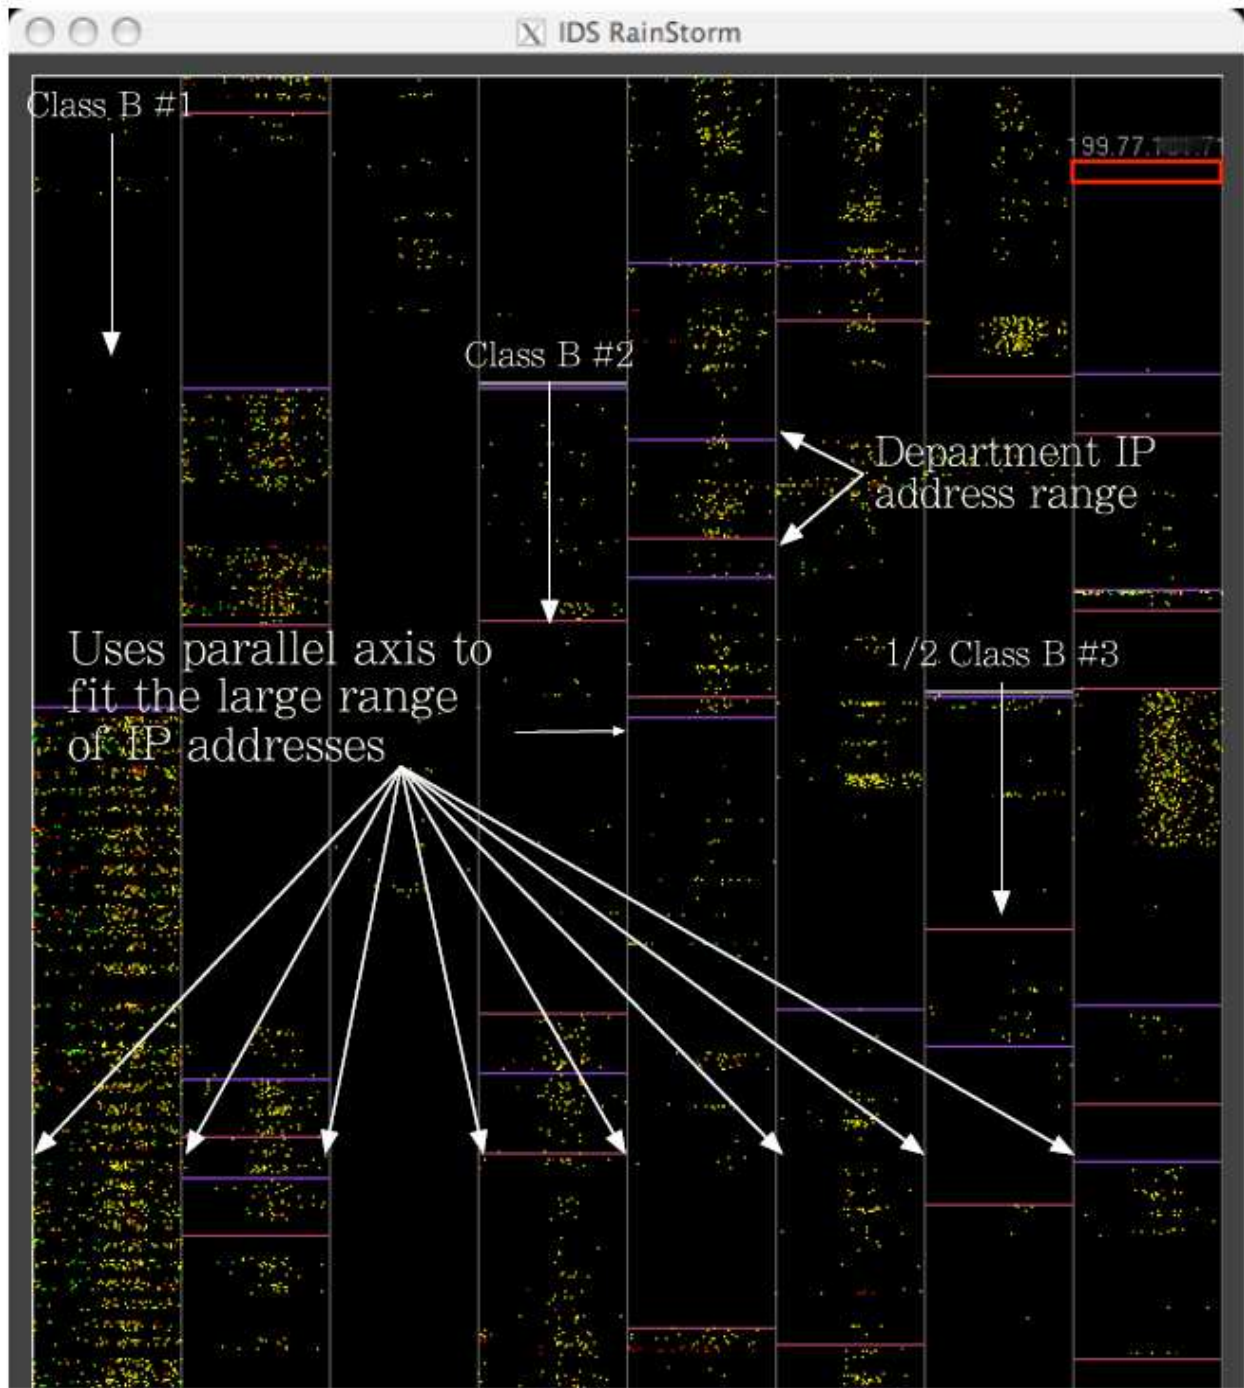 IDS RainStorm
Class B #1
199.77.
Class B #2
Department IP
address range
Uses parallel axis to
fit the large range
of IP addresses
1/2 Class B #3